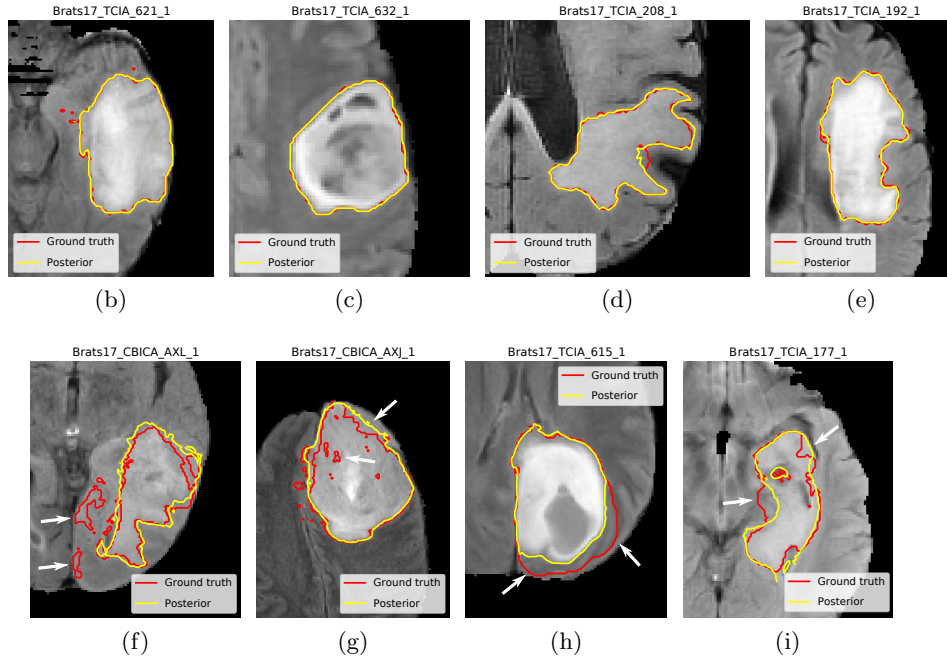 Brats17_TCIA_621_1
Brats17_TCIA_632_1
Brats17_TCIA_208_1
Brats17_TCIA_192_1
Ground truth
Posterior
Ground truth
Posterior
Ground truth
Posterior
Ground truth
Posterior
(b)
(c)
(d)
(e)
Brats17_CBICA_AXL_1
Brats17_CBICA_AXJ_1
Brats17_TCIA_615_1
Brats17_TCIA_177_1
Ground truth
Posterior
Ground truth
Posterior
Ground truth
Posterior
Ground truth
Posterior
(f)
(g)
(h)
(i)